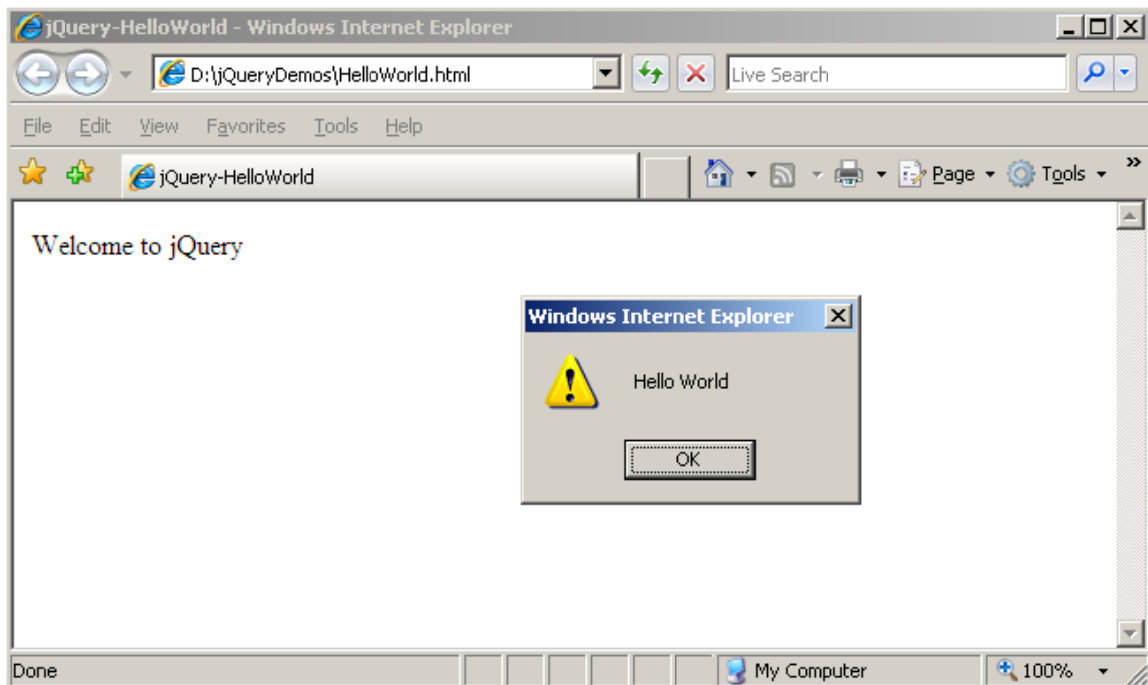 jQuery-HelloWorld - Windows Internet Explorer
D:\jQueryDemos\HelloWorld.html
Live Search
File Edit View Favorites Tools Help
jQuery-HelloWorld
Page Tools »
Welcome to jQuery
Windows Internet Explorer
Hello World
OK
Done
My Computer
100%